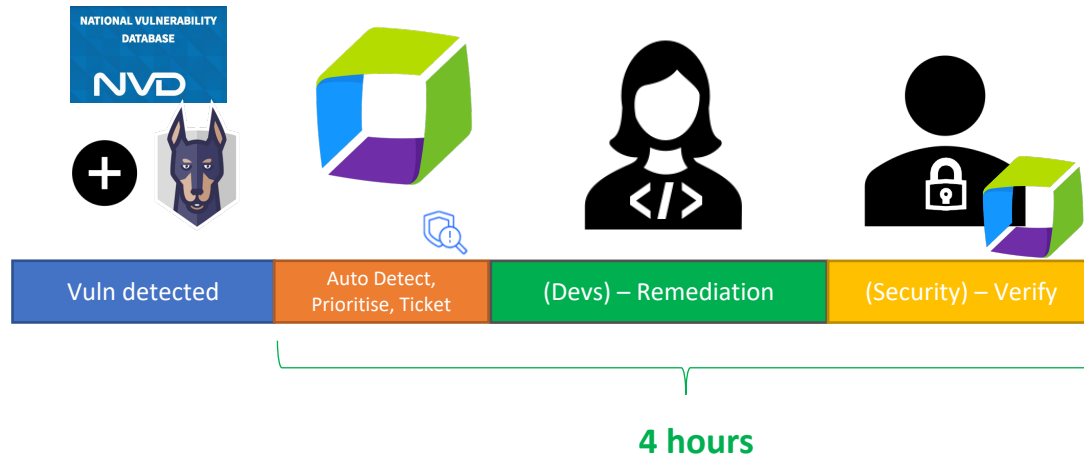 NATIONAL VULNERABILITY
DATABASE
NVD
</>
Vuln detected
Auto Detect,
Prioritise, Ticket
(Devs) – Remediation
(Security) – Verify
4 hours